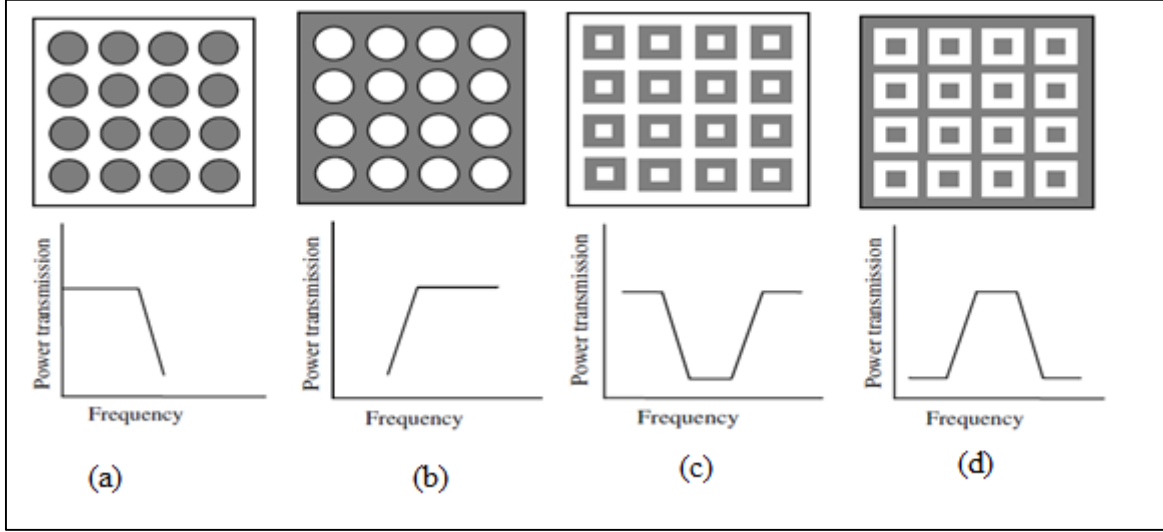 Power transmission
Frequency
(a)
Power transmission
Frequency
(b)
Power transmission
Frequency
(c)
Power transmission
Frequency
(d)